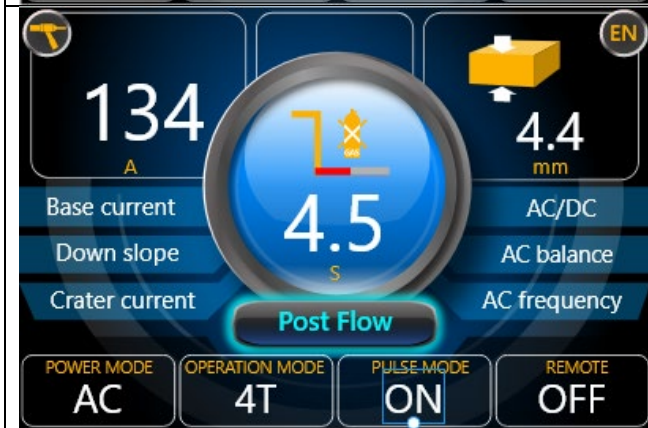 EN
134
A
4.4
mm
GAS
4.5
S
Base current
Down slope
Crater current
AC/DC
AC balance
AC frequency
Post Flow
POWER MODE
AC
OPERATION MODE
4T
PULSE MODE
ON
REMOTE
OFF